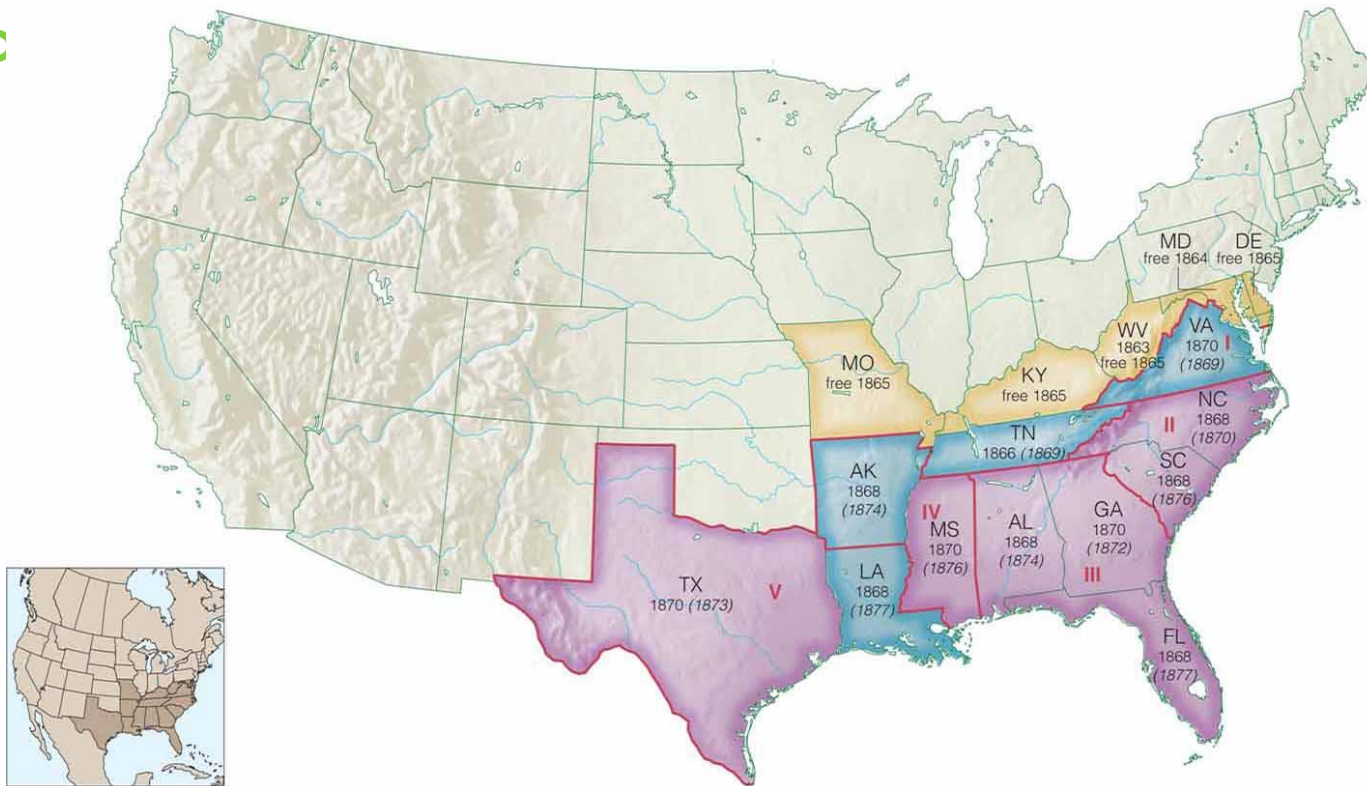 MD
free 1864
DE
free 1865
WV
1863
free 1865
VA
1870
(1869)
I
MO
free 1865
KY
free 1865
NC
1868
(1870)
II
TN
1866 (1869)
SC
1868
(1876)
AK
1868
(1874)
IV
MS
1870
(1876)
AL
1868
(1874)
GA
1870
(1872)
III
TX
1870 (1873)
V
LA
1868
(1877)
FL
1868
(1877)